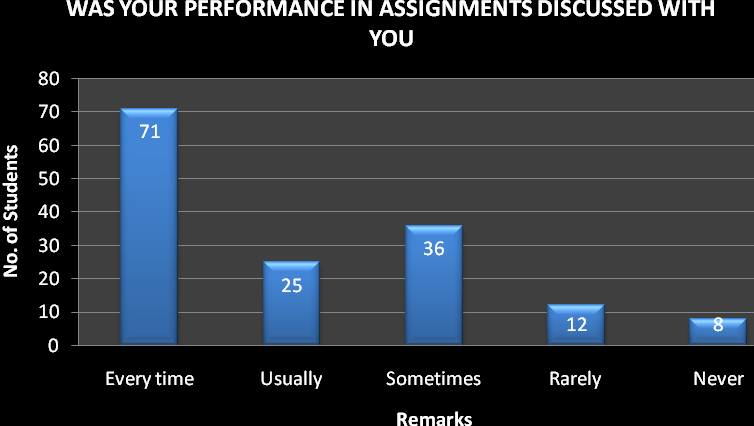 WAS YOUR PERFORMANCE IN ASSIGNMENTS DISCUSSED WITH
YOU
No. of Students
80
70
60
50
40
30
20
10
0
71
25
36
12
8
Every time Usually Sometimes Rarely Never
Remarks